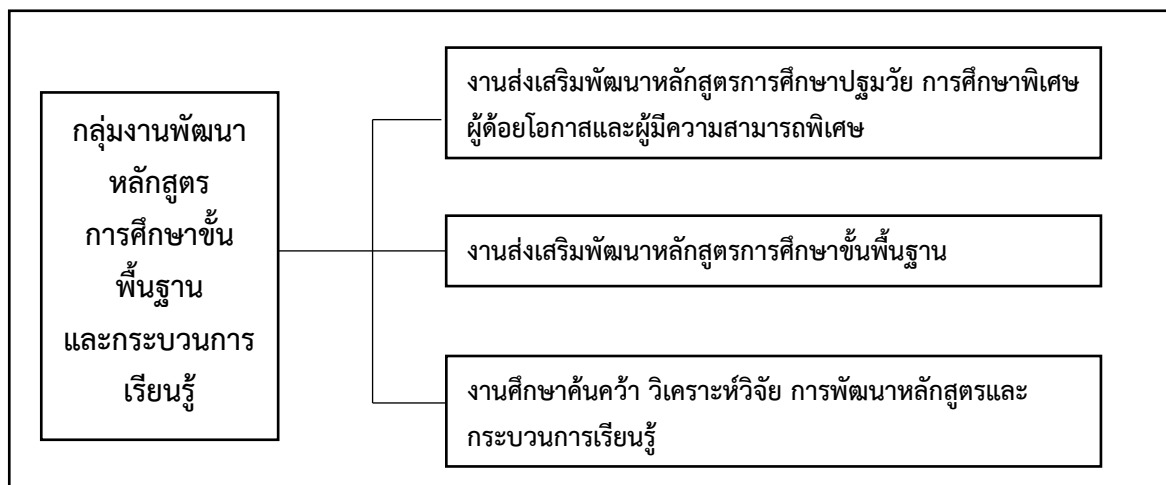 กลุ่มงานพัฒนา
หลักสูตร
การศึกษาขั้น
พื้นฐาน
และกระบวนการ
เรียนรู้
งานส่งเสริมพัฒนาหลักสูตรการศึกษาปฐมวัย การศึกษาพิเศษ
ผู้ด้อยโอกาสและผู้มีความสามารถพิเศษ
งานส่งเสริมพัฒนาหลักสูตรการศึกษาขั้นพื้นฐาน
งานศึกษาค้นคว้า วิเคราะห์วิจัย การพัฒนาหลักสูตรและ
กระบวนการเรียนรู้